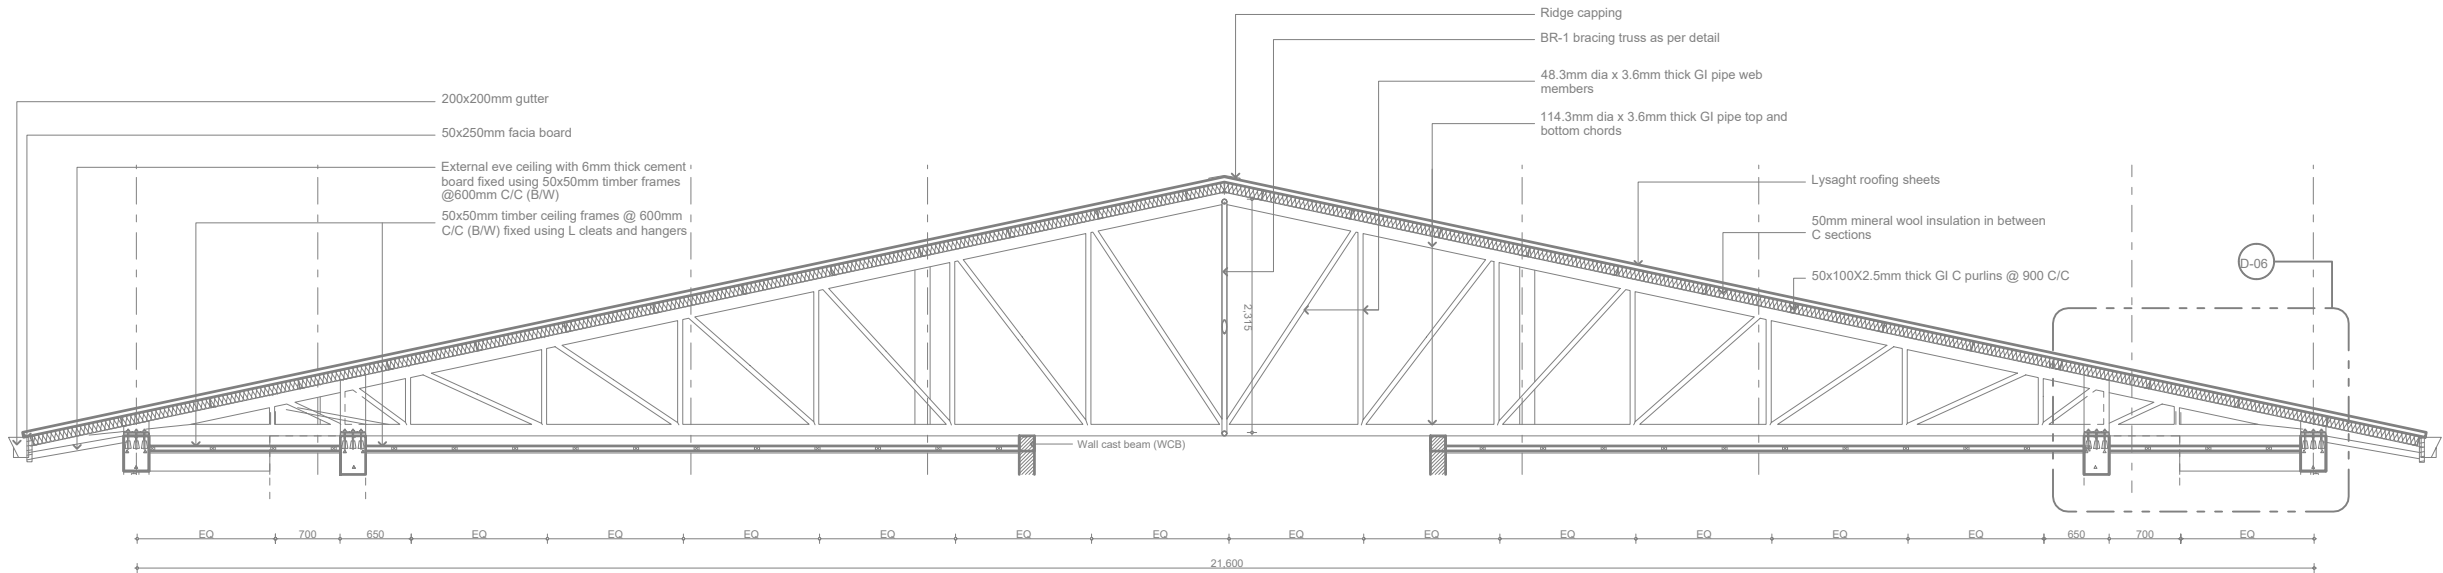 Ridge capping
BR-1 bracing truss as per detail
48.3mm dia x 3.6mm thick GI pipe web
members
114.3mm dia x 3.6mm thick GI pipe top and
bottom chords
200x200mm gutter
50x250mm facia board
External eve ceiling with 6mm thick cement
board fixed using 50x50mm timber frames
@600mm C/C (B/W)
50x50mm timber ceiling frames @ 600mm
C/C (B/W) fixed using L cleats and hangers
Lysaght roofing sheets
50mm mineral wool insulation in between
C sections
50x100X2.5mm thick GI C purlins @ 900 C/C
D-06
2,315
Wall cast beam (WCB)
EQ 700 650 EQ EQ EQ EQ EQ EQ EQ EQ EQ EQ EQ EQ 650 700 EQ
21,600